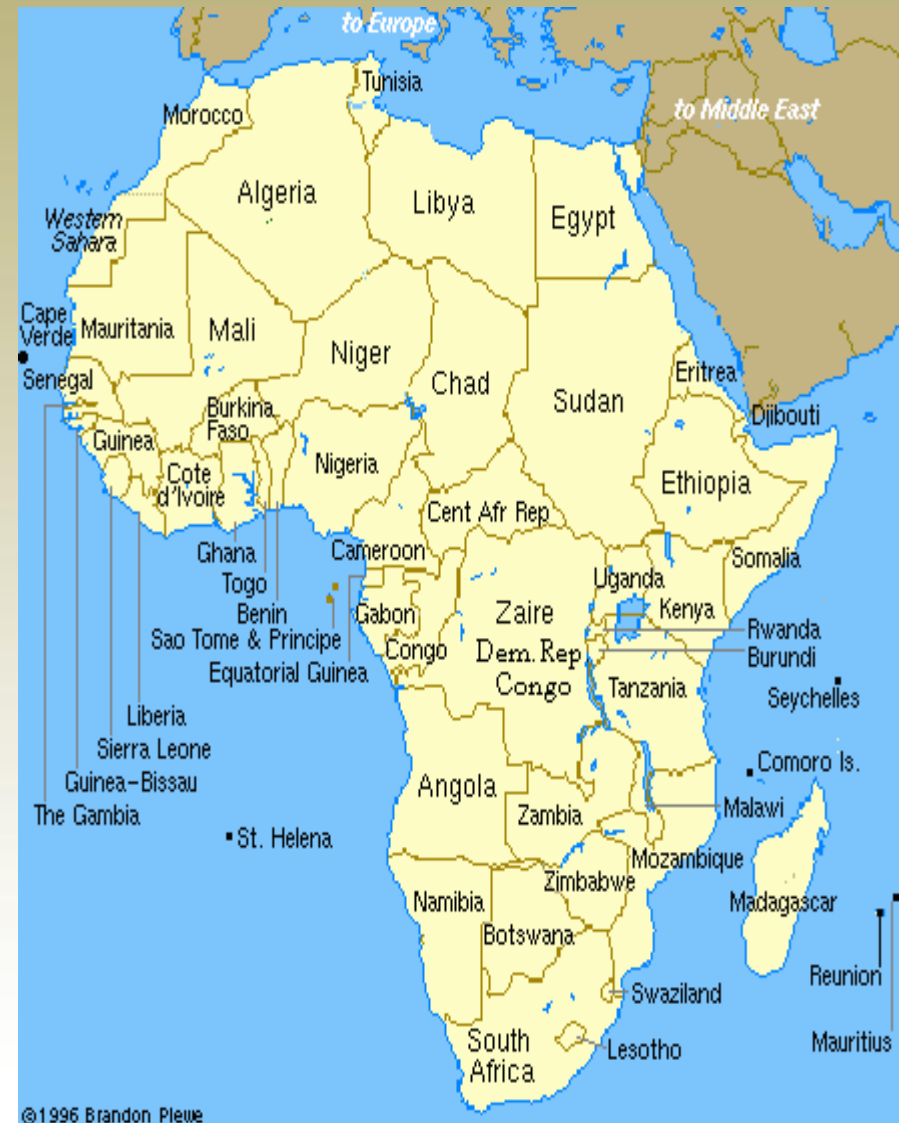 to Europe
Tunisia
Morocco
to Middle East
Algeria
Libya
Egypt
Western
Sahara
Cape
Verde
Mauritania
Mali
Niger
Chad
Sudan
Eritrea
Senegal
Djibouti
Burkina
Faso
Guinea
Nigeria
Cote
d'Ivoire
Ethiopia
Cent Afr Rep
Ghana
Cameroon
Somalia
Togo
Uganda
Benin
Gabon
Zaire
Kenya
Sao Tome & Principe
Rwanda
Congo
Dem. Rep
Congo
Burundi
Equatorial Guinea
Tanzania
Seychelles
Liberia
Sierra Leone
Comoro Is.
Guinea-Bissau
Angola
The Gambia
Zambia
Malawi
St. Helena
Mozambique
Zimbabwe
Namibia
Madagascar
Botswana
Reunion
Swaziland
South
Africa
Lesotho
Mauritius
©1996 Brandon Plewe